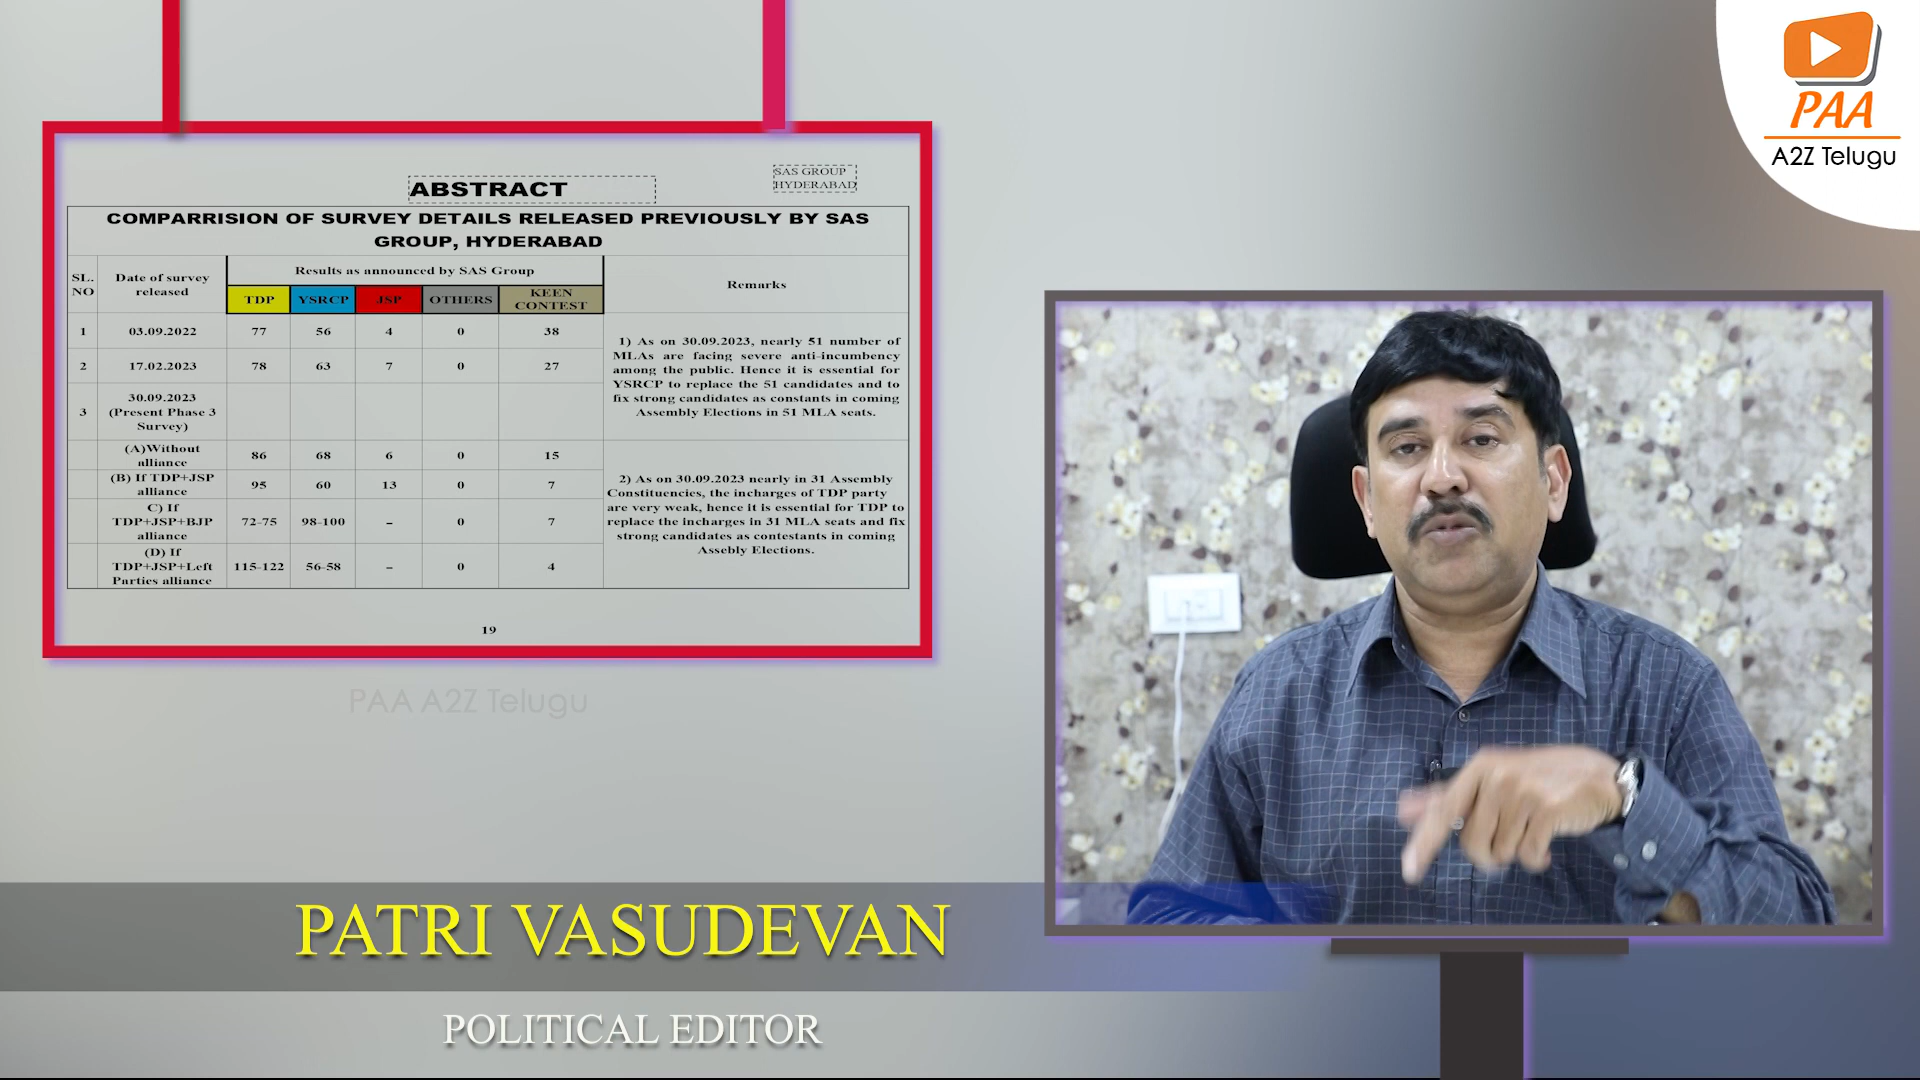 PAA
A2Z Telugu
SAS GROUP
HYDERABAD
ABSTRACT
COMPARRISION OF SURVEY DETAILS RELEASED PREVIOUSLY BY SAS
GROUP, HYDERABAD
SL. NO
Date of survey released
Results as announced by SAS Group
Remarks
TDP YSRCP JSP OTHERS KEEN CONTEST
1 03.09.2022 77 56 4 0 38
2 17.02.2023 78 63 7 0 27
3 30.09.2023 (Present Phase 3 Survey)
1) As on 30.09.2023, nearly 51 number of
MLAs are facing severe anti-incumbency
among the public. Hence it is essential for
YSRCP to replace the 51 candidates and to
fix strong candidates as constants in coming
Assembly Elections in 51 MLA seats.
(A)Without alliance 86 68 6 0 15
(B) If TDP+JSP alliance 95 60 13 0 7
C) If TDP+JSP+BJP alliance 72-75 98-100 – 0 7
(D) If TDP+JSP+Left Parties alliance 115-122 56-58 – 0 4
2) As on 30.09.2023 nearly in 31 Assembly
Constituencies, the incharges of TDP party
are very weak, hence it is essential for TDP to
replace the incharges in 31 MLA seats and fix
strong candidates as contestants in coming
Assebly Elections.
19
PAA A2Z Telugu
PATRI VASUDEVAN
POLITICAL EDITOR